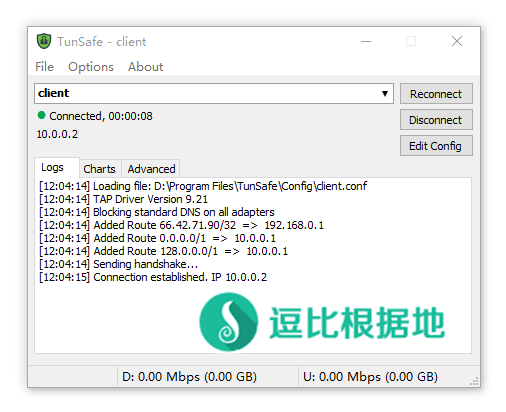 TunSafe - client
File Options About
client
Reconnect
Connected, 00:00:08
Disconnect
10.0.0.2
Edit Config
Logs Charts Advanced
[12:04:14] Loading file: D:\Program Files\TunSafe\Config\client.conf
[12:04:14] TAP Driver Version 9.21
[12:04:14] Blocking standard DNS on all adapters
[12:04:14] Added Route 66.42.71.90/32 => 192.168.0.1
[12:04:14] Added Route 0.0.0.0/1 => 10.0.0.1
[12:04:14] Added Route 128.0.0.0/1 => 10.0.0.1
[12:04:14] Sending handshake...
[12:04:15] Connection established. IP 10.0.0.2
逗比根据地
D: 0.00 Mbps (0.00 GB) U: 0.00 Mbps (0.00 GB)